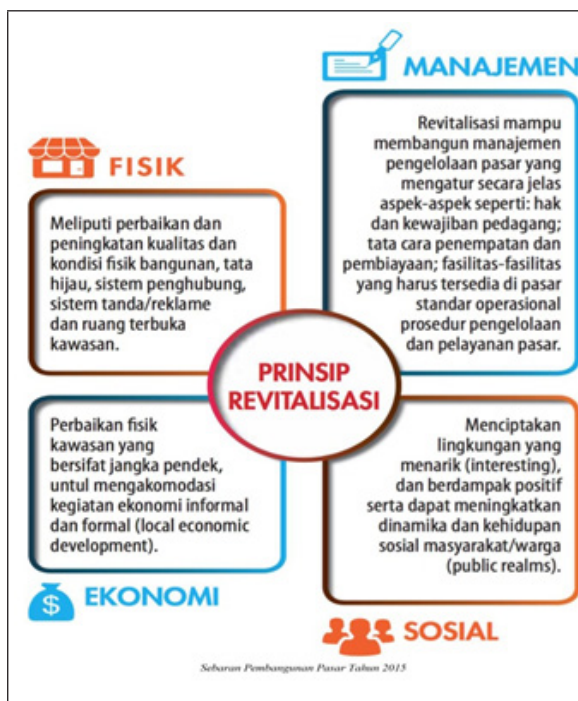 MANAJEMEN
Revitalisasi mampu
membangun manajemen
pengelolaan pasar yang
mengatur secara jelas
aspek-aspek seperti: hak
dan kewajiban pedagang;
tata cara penempatan dan
pembiayaan; fasilitas-fasilitas
yang harus tersedia di pasar
standar operasional
prosedur pengelolaan
dan pelayanan pasar.
FISIK
Meliputi perbaikan dan
peningkatan kualitas dan
kondisi fisik bangunan, tata
hijau, sistem penghubung,
sistem tanda/reklame
dan ruang terbuka
kawasan.
PRINSIP
REVITALISASI
Perbaikan fisik
kawasan yang
bersifat jangka pendek,
untul mengakomodasi
kegiatan ekonomi informal
dan formal (local economic
development).
$ EKONOMI
Menciptakan
lingkungan yang
menarik (interesting),
dan berdampak positif
serta dapat meningkatkan
dinamika dan kehidupan
sosial masyarakat/warga
(public realms).
SOSIAL
Sebaran Pembangunan Pasar Tahun 2015